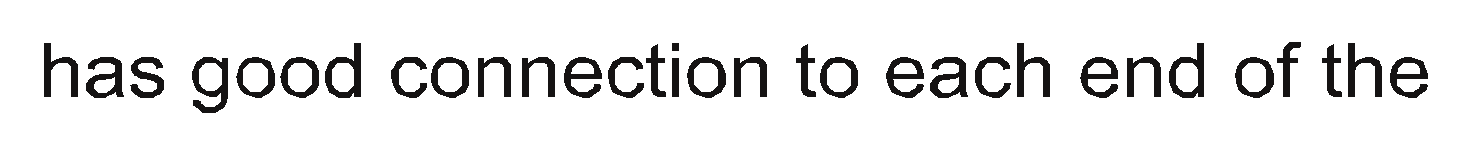 has good connection to each end of the